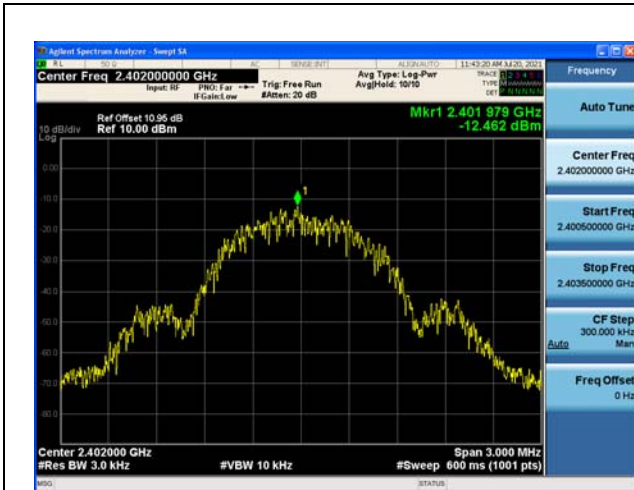 Agilent Spectrum Analyzer - Swept SA
RL 50 Ω AC SENSE:INT ALIGNAUTO 11:43:20 AM Jul 20, 2021
Center Freq 2.402000000 GHz
Input: RF PNO: Far Trig: Free Run Avg Type: Log-Pwr TRACE 1 2 3 4 5 6
IFGain:Low #Atten: 20 dB Avg|Hold: 10/10 TYPE
DET P N N N N N
Frequency
Auto Tune
Center Freq
2.402000000 GHz
Start Freq
2.400500000 GHz
Stop Freq
2.403500000 GHz
CF Step
300.000 kHz
Auto Man
Freq Offset
0 Hz
Mkr1 2.401 979 GHz
-12.462 dBm
Ref Offset 10.95 dB
10 dB/div Ref 10.00 dBm
Log
0.00
-10.0
1
-20.0
-30.0
-40.0
-50.0
-60.0
-70.0
-80.0
Center 2.402000 GHz Span 3.000 MHz
#Res BW 3.0 kHz #VBW 10 kHz #Sweep 600 ms (1001 pts)
MSG STATUS